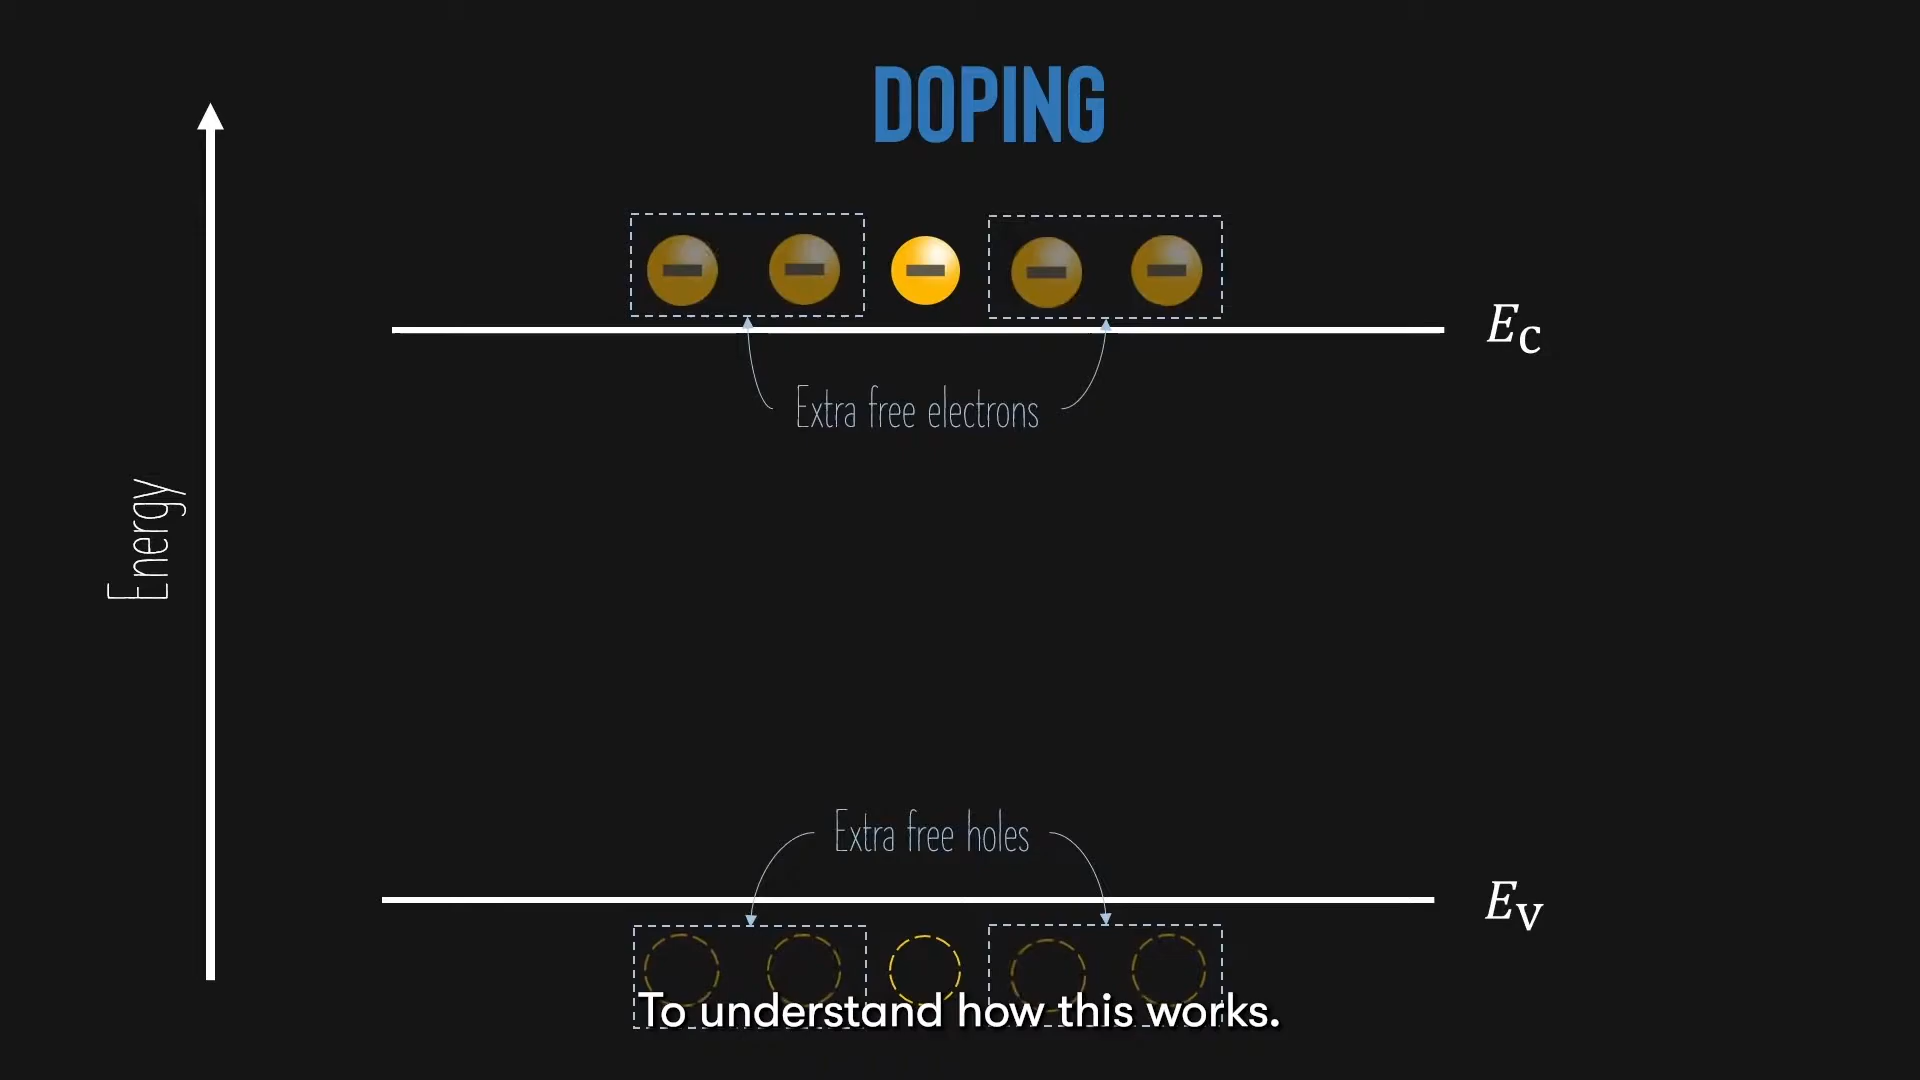 DOPING
E_C
Extra free electrons
Energy
Extra free holes
E_V
To understand how this works.